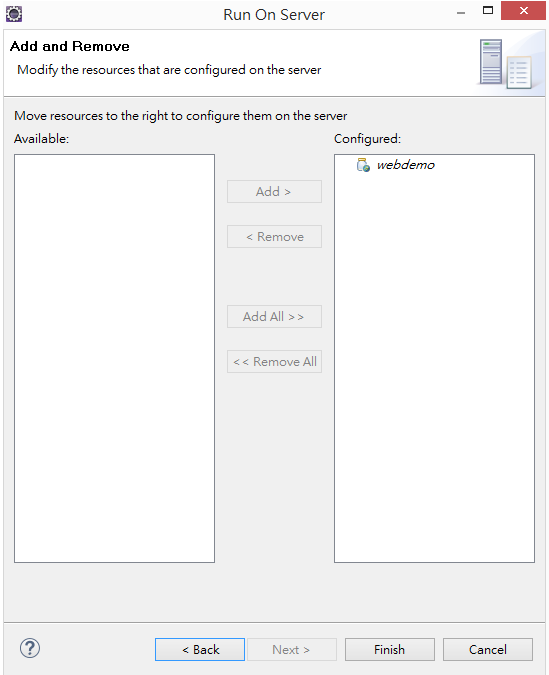 Run On Server
Add and Remove
Modify the resources that are configured on the server
Move resources to the right to configure them on the server
Available:
Configured:
webdemo
Add >
< Remove
Add All >>
<< Remove All
?
< Back
Next >
Finish
Cancel